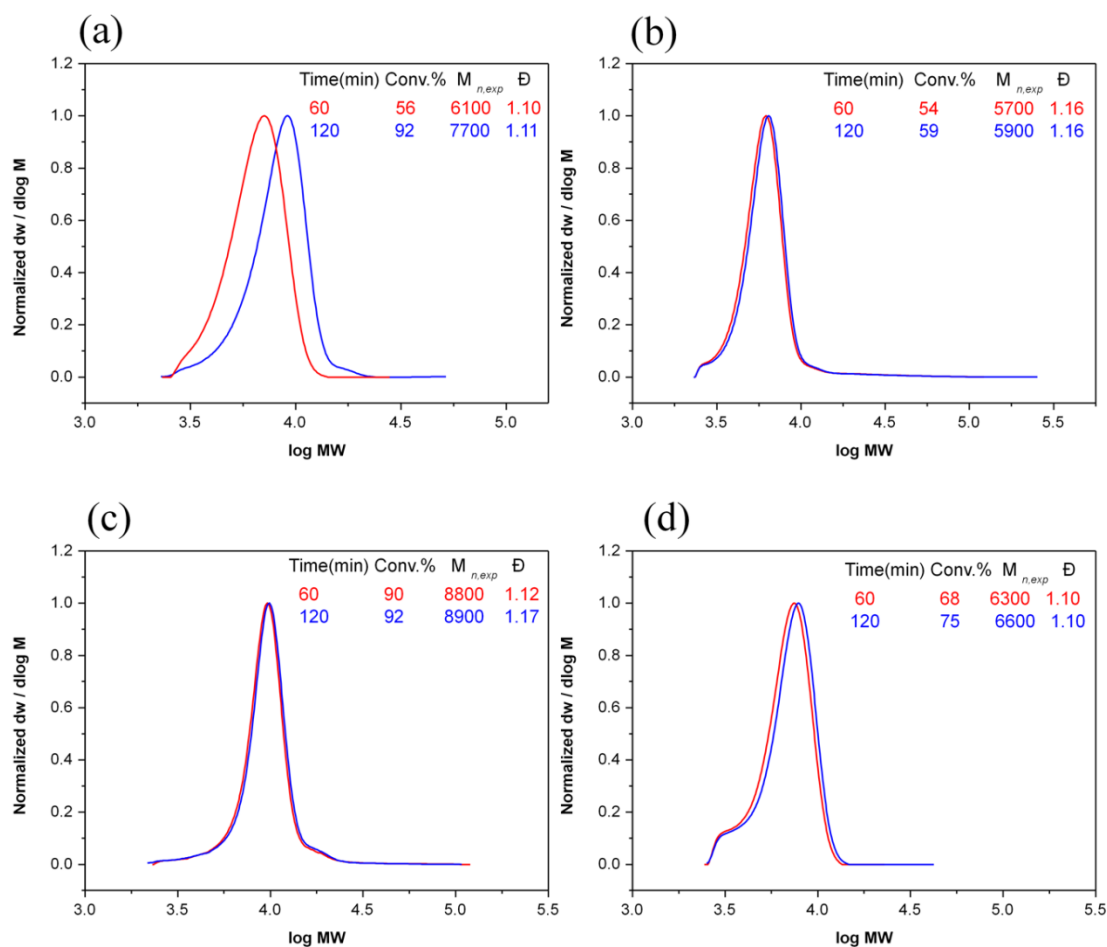 (a)
Time(min) Conv.% M n,exp Đ
60 56 6100 1.10
120 92 7700 1.11
1.2
1.0
0.8
0.6
0.4
0.2
0.0
Normalized dw / dlog M
3.0 3.5 4.0 4.5 5.0
log MW
(b)
Time(min) Conv.% M n,exp Đ
60 54 5700 1.16
120 59 5900 1.16
1.2
1.0
0.8
0.6
0.4
0.2
0.0
Normalized dw / dlog M
3.0 3.5 4.0 4.5 5.0 5.5
log MW
(c)
Time(min) Conv.% M n,exp Đ
60 90 8800 1.12
120 92 8900 1.17
1.2
1.0
0.8
0.6
0.4
0.2
0.0
Normalized dw / dlog M
3.0 3.5 4.0 4.5 5.0 5.5
log MW
(d)
Time(min) Conv.% M n,exp Đ
60 68 6300 1.10
120 75 6600 1.10
1.2
1.0
0.8
0.6
0.4
0.2
0.0
Normalized dw / dlog M
3.0 3.5 4.0 4.5 5.0 5.5
log MW